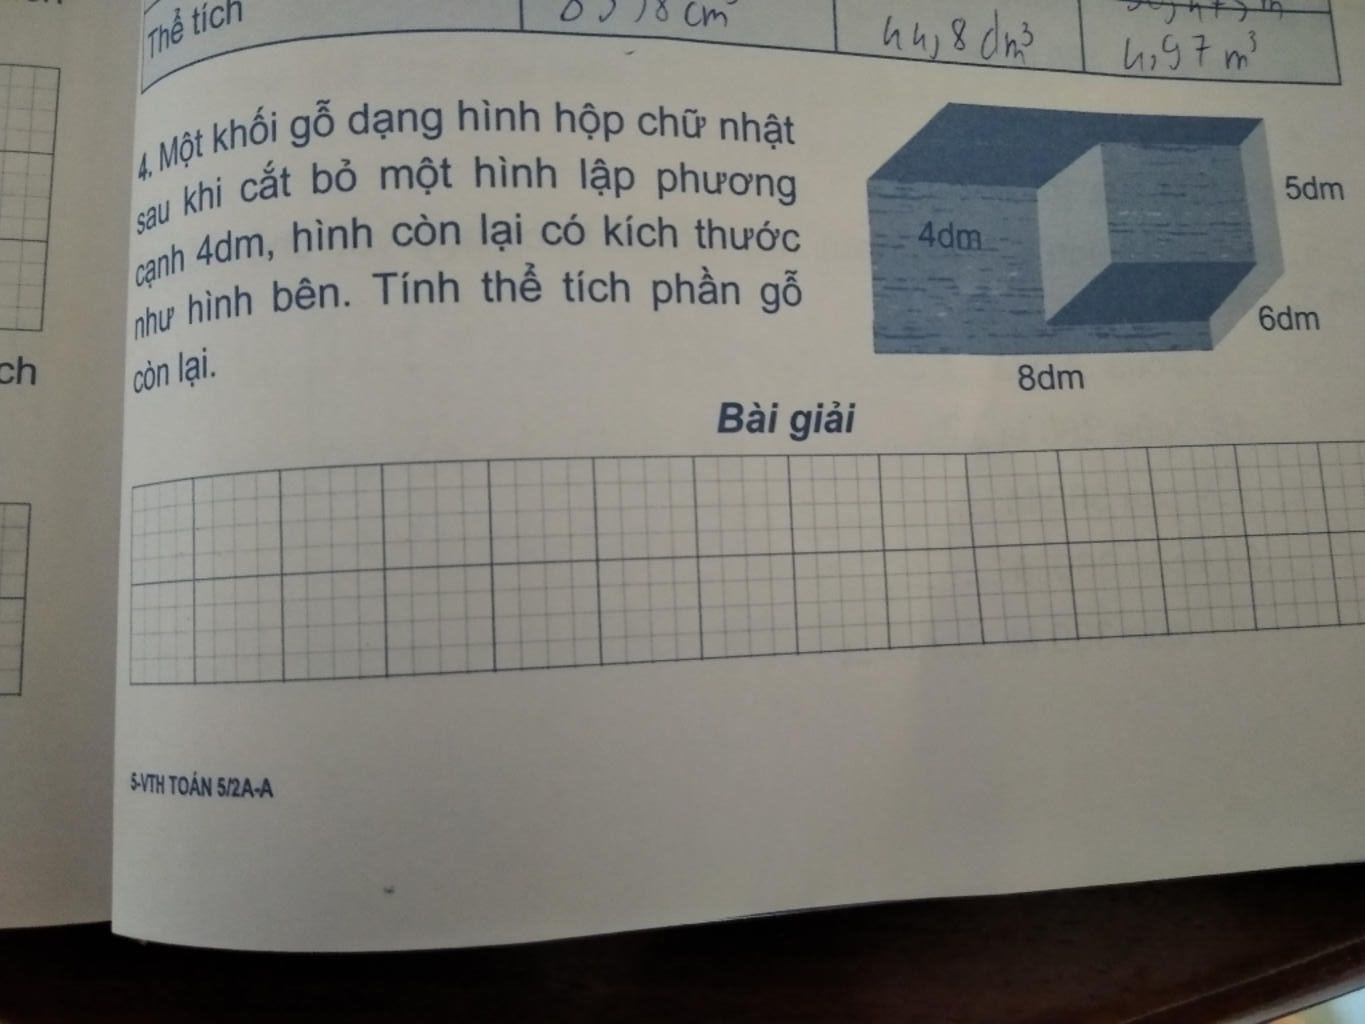 Thể tích
44,8 dm³
4,97 m³
4. Một khối gỗ dạng hình hộp chữ nhật
sau khi cắt bỏ một hình lập phương
cạnh 4dm, hình còn lại có kích thước
như hình bên. Tính thể tích phần gỗ
còn lại.
4dm
5dm
6dm
8dm
ch
Bài giải
5-VTH TOÁN 5/2A-A